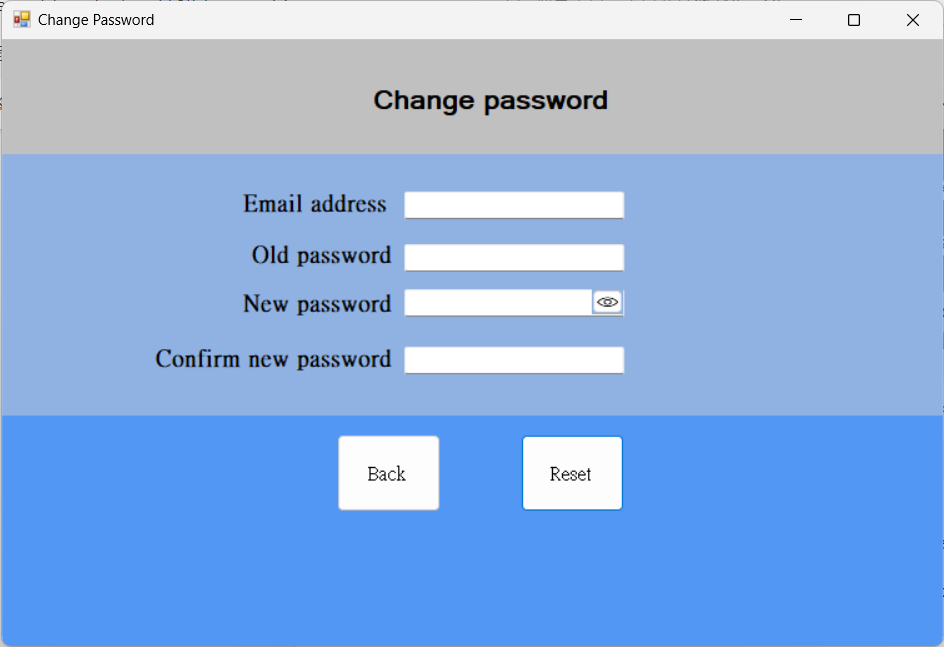 Change Password
Change password
Email address
Old password
New password
Confirm new password
Back
Reset